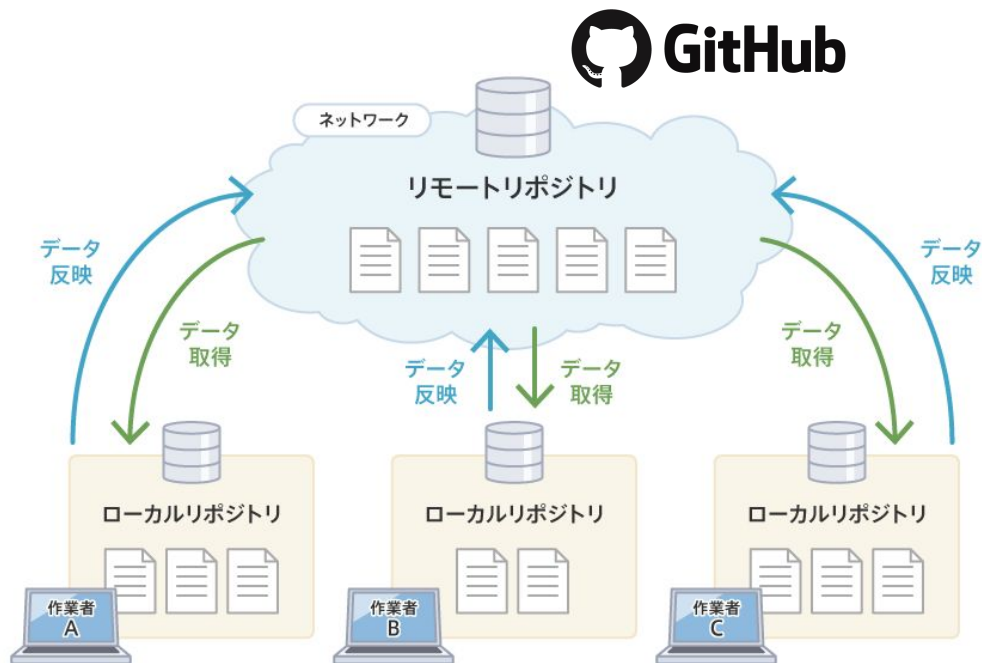 GitHub
ネットワーク
リモートリポジトリ
データ
反映
データ
取得
データ
反映
データ
取得
データ
取得
データ
反映
ローカルリポジトリ
作業者
A
ローカルリポジトリ
作業者
B
ローカルリポジトリ
作業者
C